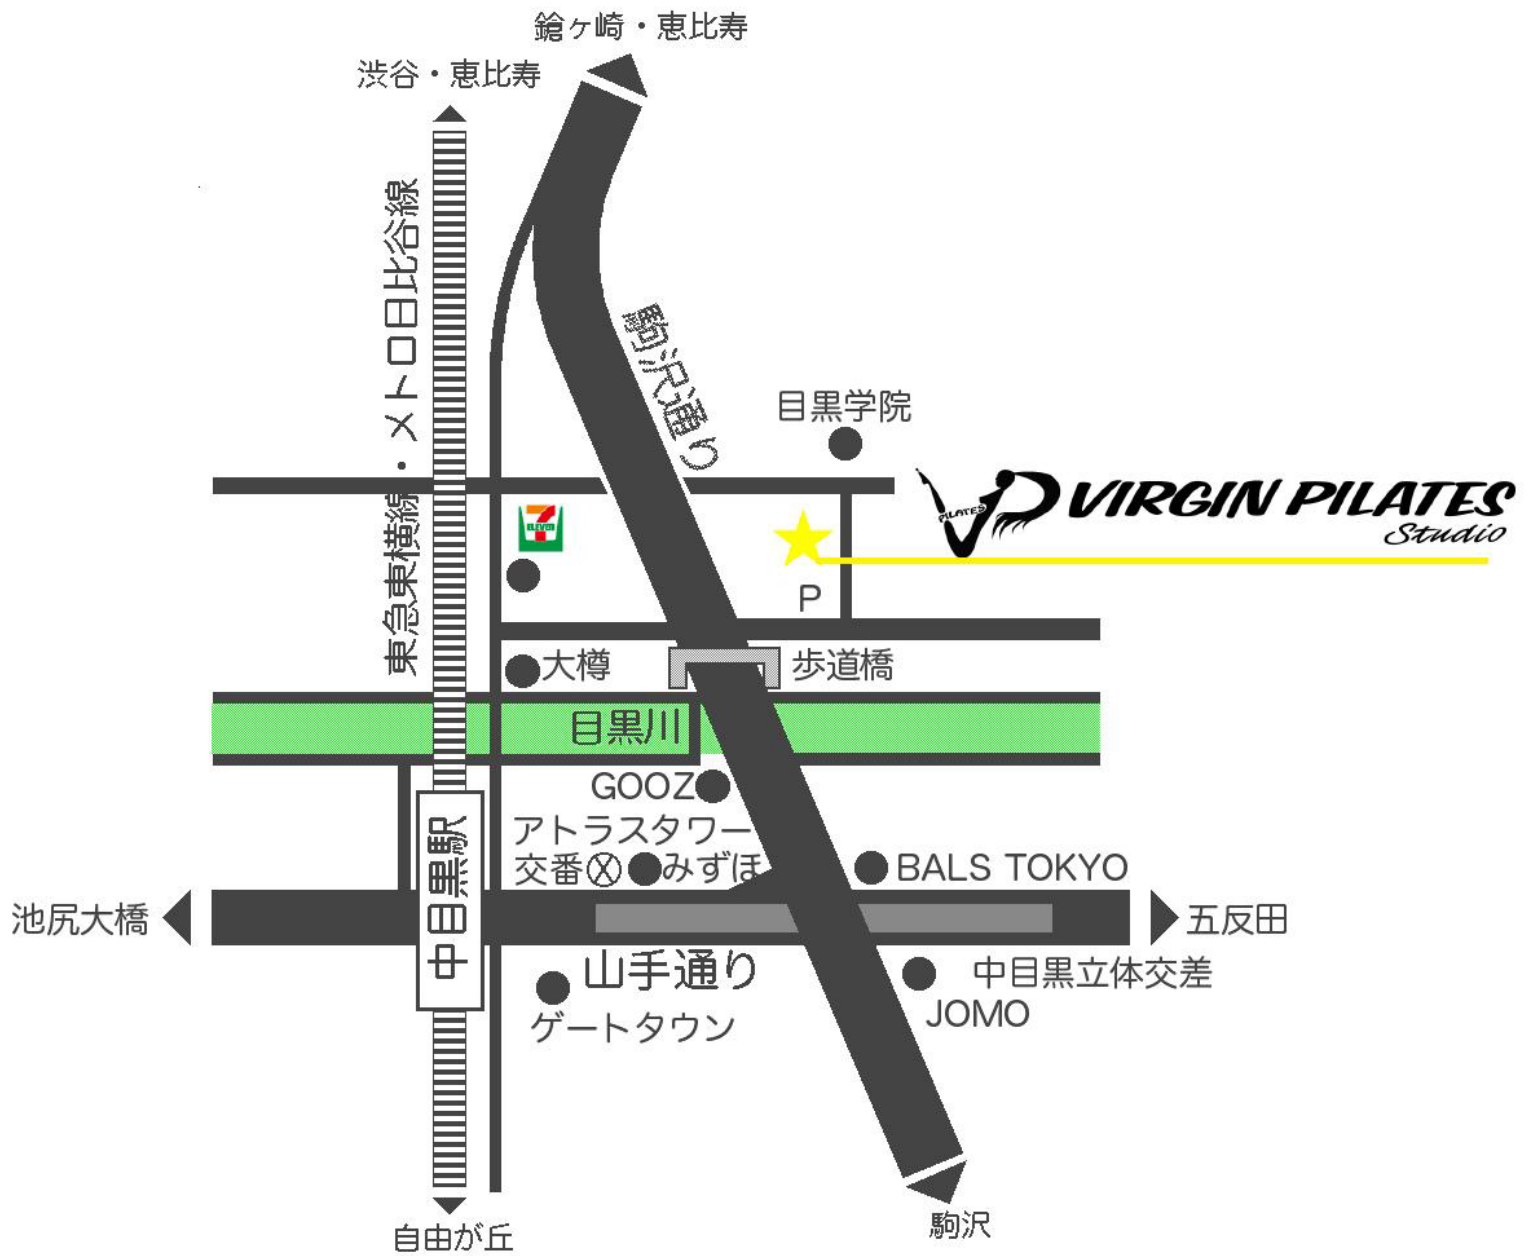 鎗ヶ崎・恵比寿
渋谷・恵比寿
東急東横線・メトロ日比谷線
駒沢通り
目黒学院
PILATES
VIRGIN PILATES
Studio
7
ELEVEN
P
大樽
歩道橋
目黒川
GOOZ
アトラスタワー
交番
みずほ
BALS TOKYO
中目黒駅
池尻大橋
五反田
山手通り
中目黒立体交差
JOMO
ゲートタウン
自由が丘
駒沢